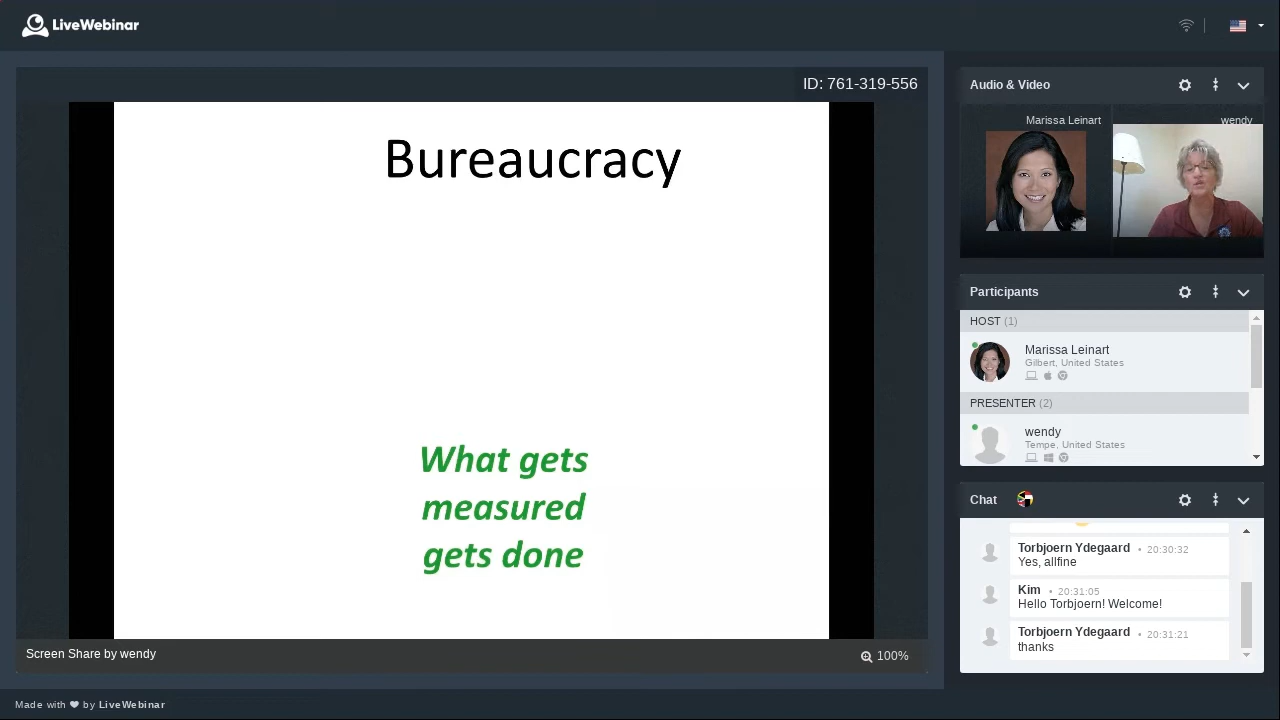 LiveWebinar
ID: 761-319-556
Bureaucracy
What gets
measured
gets done
Screen Share by wendy
100%
Made with ❤ by LiveWebinar
Audio & Video
Marissa Leinart
wendy
Participants
HOST (1)
Marissa Leinart
Gilbert, United States
PRESENTER (2)
wendy
Tempe, United States
Chat
Torbjoern Ydegaard • 20:30:32
Yes, allfine
Kim • 20:31:05
Hello Torbjoern! Welcome!
Torbjoern Ydegaard • 20:31:21
thanks